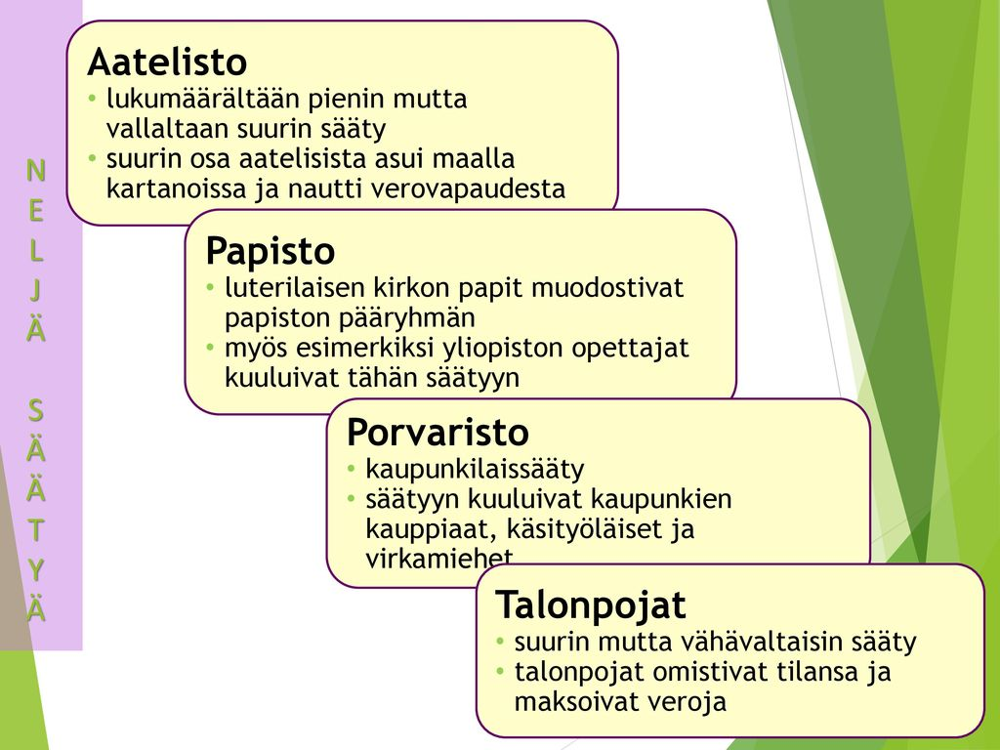 NELJÄ SÄÄTYÄ
Aatelisto
• lukumäärältään pienin mutta
vallaltaan suurin sääty
• suurin osa aatelisista asui maalla
kartanoissa ja nautti verovapaudesta
Papisto
• luterilaisen kirkon papit muodostivat
papiston pääryhmän
• myös esimerkiksi yliopiston opettajat
kuuluivat tähän säätyyn
Porvaristo
• kaupunkilaissääty
• säätyyn kuuluivat kaupunkien
kauppiaat, käsityöläiset ja
virkamiehet
Talonpojat
• suurin mutta vähävaltaisin sääty
• talonpojat omistivat tilansa ja
maksoivat veroja